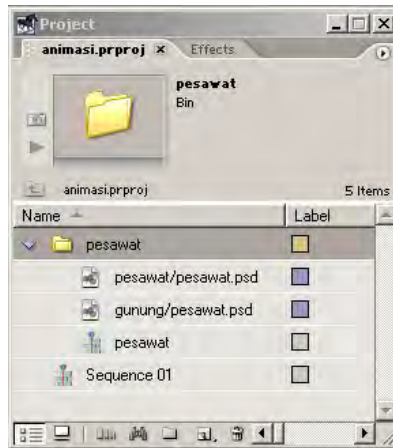 Project
animasi.prproj × Effects
pesawat
Bin
animasi.prproj 5 Items
Name Label
pesawat
pesawat/pesawat.psd
gunung/pesawat.psd
pesawat
Sequence 01